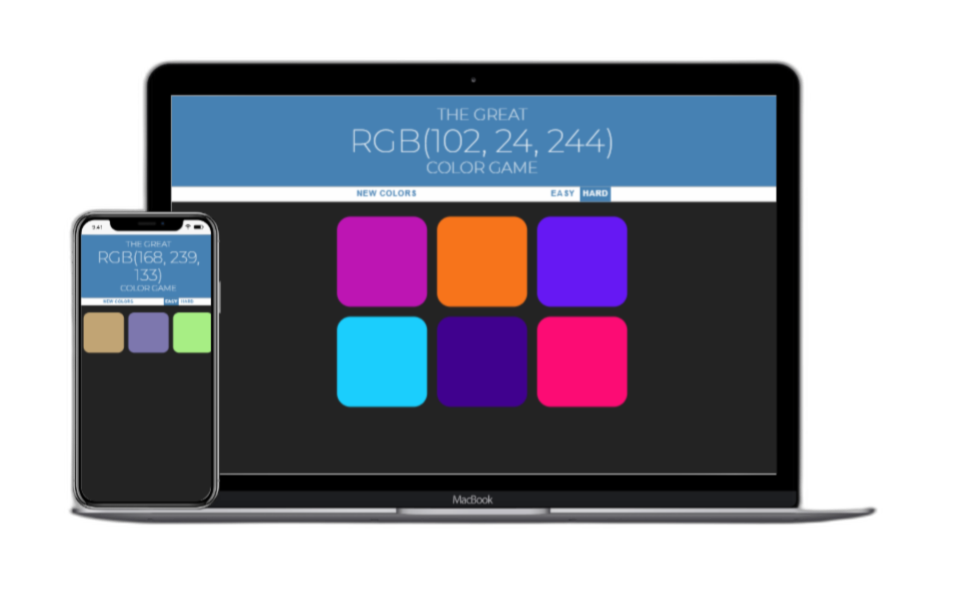 THE GREAT
RGB(102, 24, 244)
COLOR GAME
NEW COLORS EASY HARD
9:41
THE GREAT
RGB(168, 239,
133)
COLOR GAME
NEW COLORS EASY HARD
MacBook